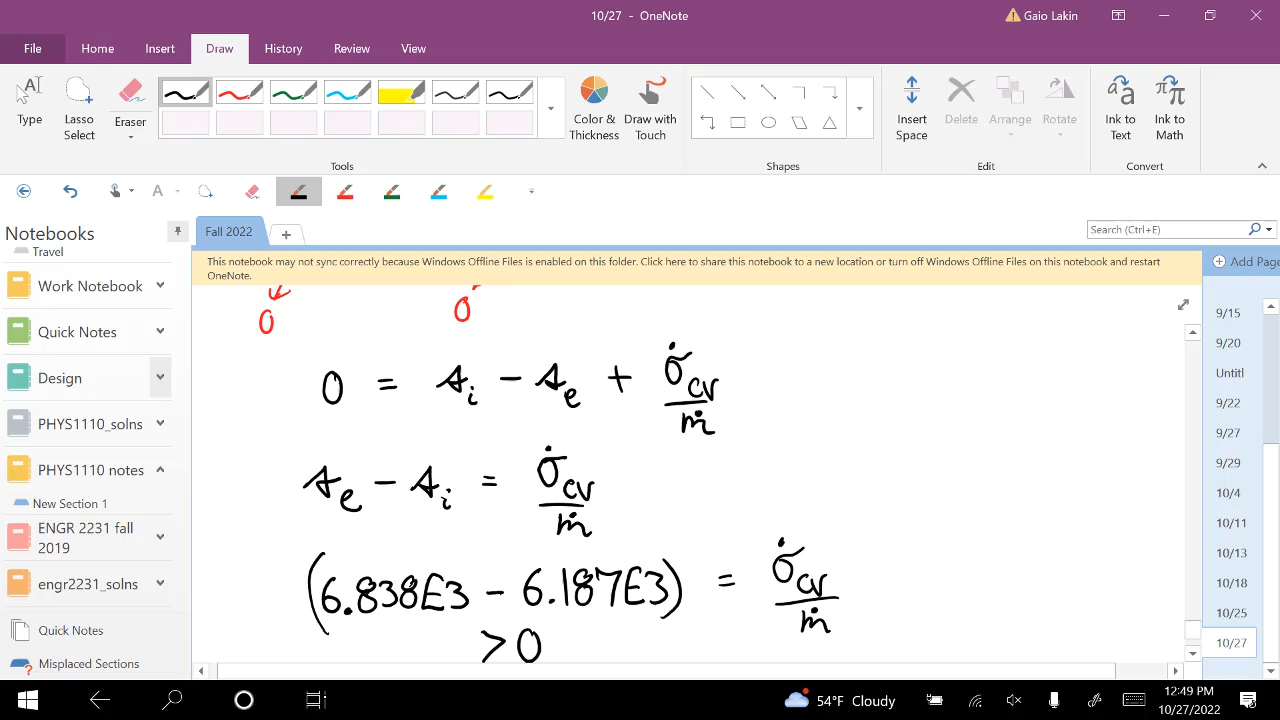 10/27 - OneNote
Gaio Lakin
File Home Insert Draw History Review View
Type
Lasso Select
Eraser
Color & Thickness
Draw with Touch
Insert Space
Delete
Arrange
Rotate
Ink to Text
Ink to Math
Tools
Shapes
Edit
Convert
Notebooks
Travel
Work Notebook
Quick Notes
Design
PHYS1110_solns
PHYS1110 notes
New Section 1
ENGR 2231 fall 2019
engr2231_solns
Quick Notes
Misplaced Sections
Fall 2022
Search (Ctrl+E)
This notebook may not sync correctly because Windows Offline Files is enabled on this folder. Click here to share this notebook to a new location or turn off Windows Offline Files on this notebook and restart
OneNote.
0 0
0 = s_i - s_e + σ̇_cv/ṁ
s_e - s_i = σ̇_cv/ṁ
(6.838E3 - 6.187E3) = σ̇_cv/ṁ
>0
Add Page
9/15
9/20
Untitl
9/22
9/27
9/29
10/4
10/11
10/13
10/18
10/25
10/27
54°F Cloudy
12:49 PM
10/27/2022